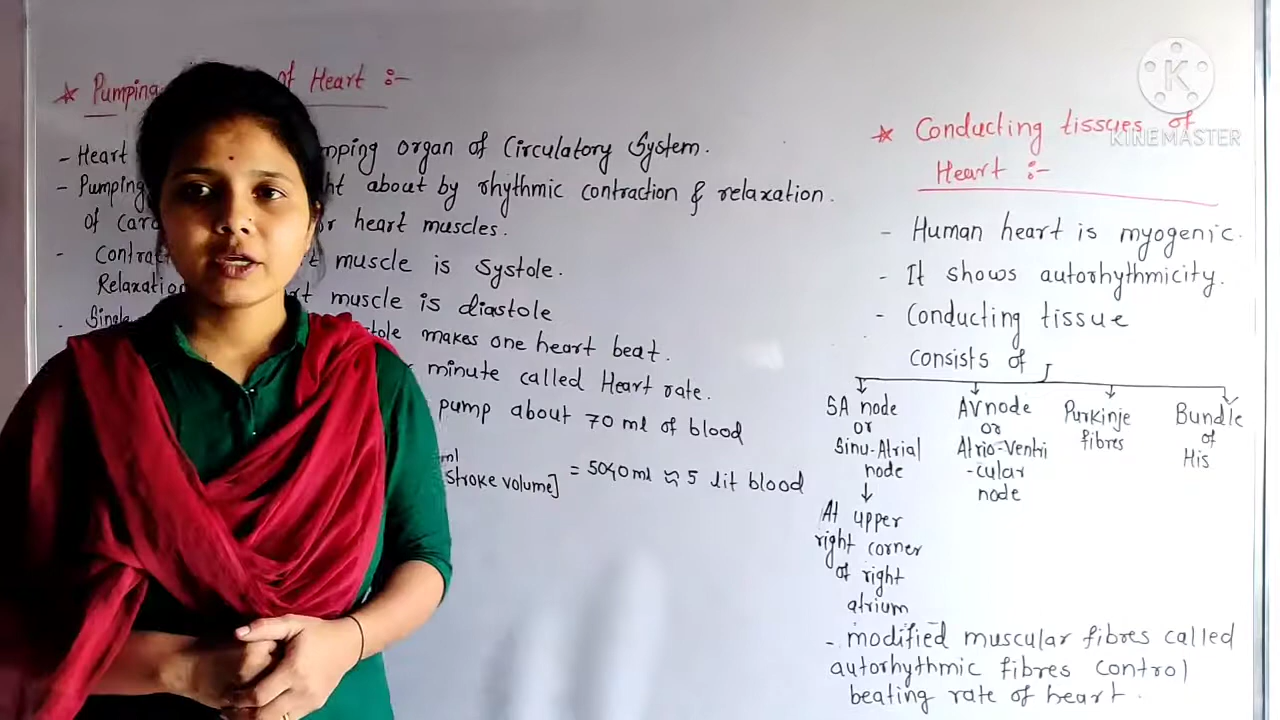 ★ Pumping of Heart :-
- Heart mping organ of Circulatory System.
- Pumping ht about by rhythmic contraction & relaxation.
of card or heart muscles.
- Contract muscle is Systole.
Relaxation rt muscle is diastole
- Single stole makes one heart beat.
minute called Heart rate.
pump about 70 ml of blood
ml
stroke volume] = 5040 ml ≈ 5 lit blood
★ Conducting tissues of
Heart :-
- Human heart is myogenic.
- It shows autorhythmicity.
- Conducting tissue
consists of
SA node
or
Sinu-Atrial
node
↓
At upper
right corner
of right
atrium
AV node
or
Atrio-Ventri
-cular
node
Purkinje
fibres
Bundle
of
His
- modified muscular fibres called
autorhythmic fibres control
beating rate of heart.
K
KINEMASTER